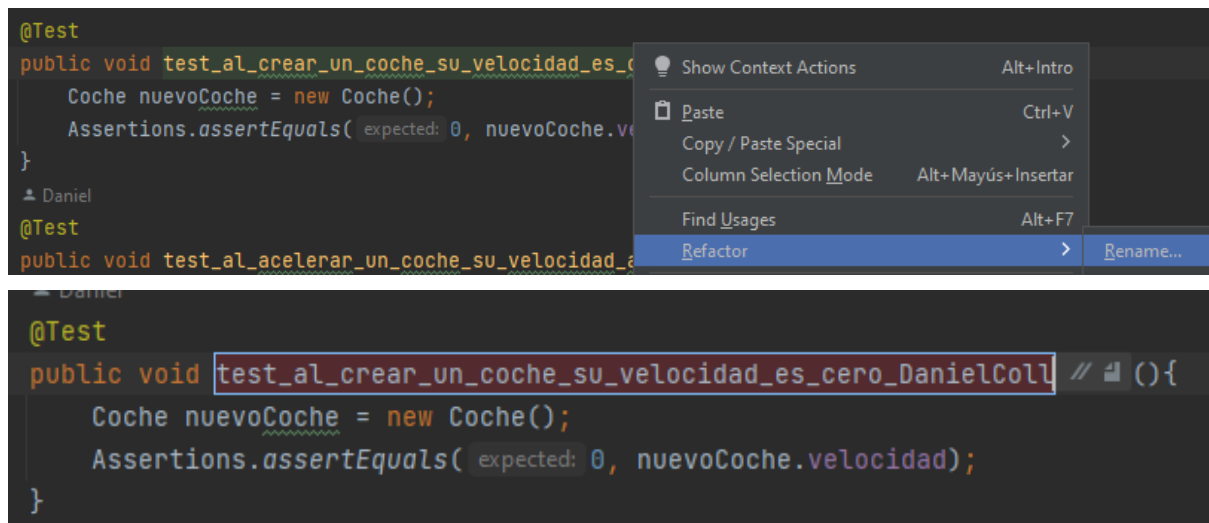 @Test
public void test_al_crear_un_coche_su_velocidad_es_c
Show Context Actions Alt+Intro
Coche nuevoCoche = new Coche();
Paste Ctrl+V
Assertions.assertEquals( expected: 0, nuevoCoche.ve
Copy / Paste Special
}
Column Selection Mode Alt+Mayús+Insertar
Daniel
@Test
Find Usages Alt+F7
public void test_al_acelerar_un_coche_su_velocidad_a
Refactor Rename...
Daniel
@Test
public void test_al_crear_un_coche_su_velocidad_es_cero_DanielColl (){
Coche nuevoCoche = new Coche();
Assertions.assertEquals( expected: 0, nuevoCoche.velocidad);
}